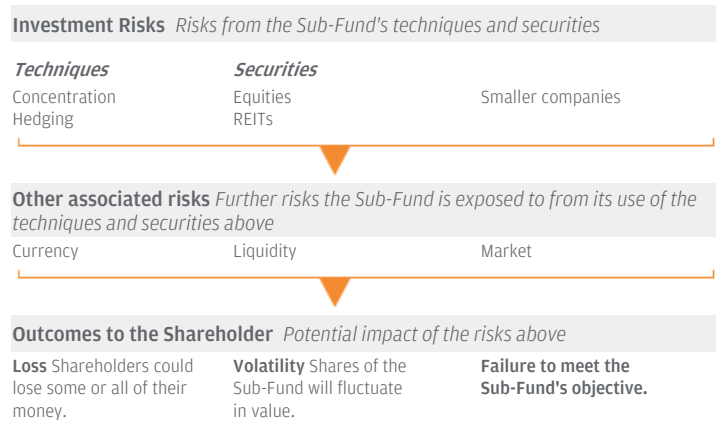 Investment Risks Risks from the Sub-Fund's techniques and securities
Techniques Securities
Concentration Equities Smaller companies
Hedging REITs
Other associated risks Further risks the Sub-Fund is exposed to from its use of the
techniques and securities above
Currency Liquidity Market
Outcomes to the Shareholder Potential impact of the risks above
Loss Shareholders could
lose some or all of their
money.
Volatility Shares of the
Sub-Fund will fluctuate
in value.
Failure to meet the
Sub-Fund's objective.